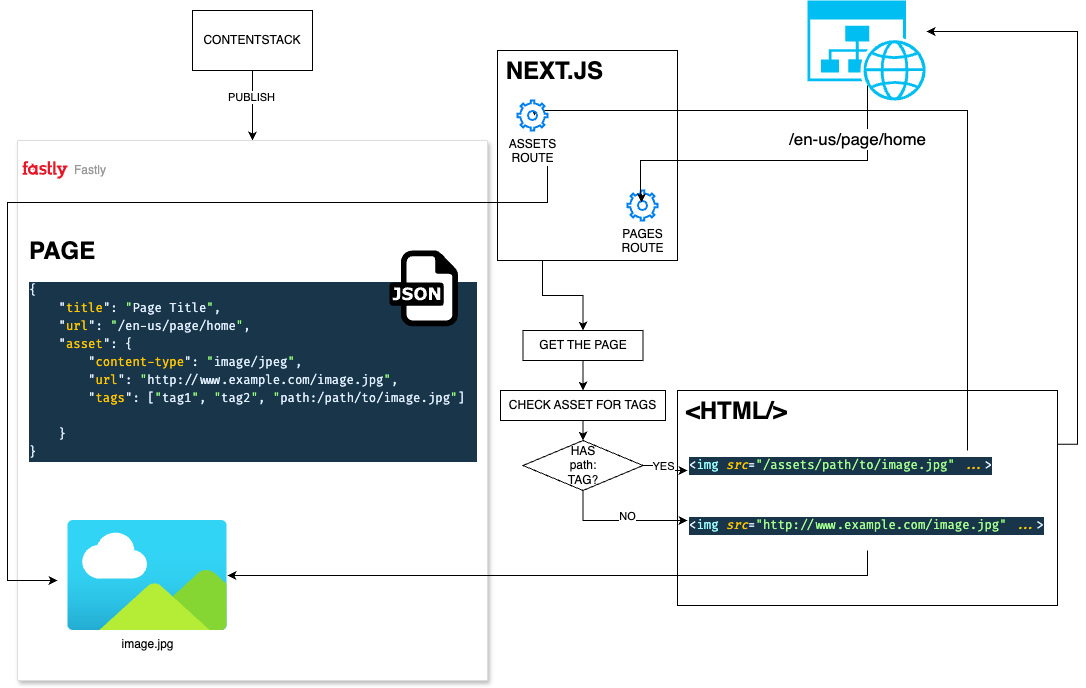 CONTENTSTACK
PUBLISH
NEXT.JS
ASSETS
ROUTE
PAGES
ROUTE
/en-us/page/home
fastly Fastly
PAGE
JSON
{
"title": "Page Title",
"url": "/en-us/page/home",
"asset": {
"content-type": "image/jpeg",
"url": "http://www.example.com/image.jpg",
"tags": ["tag1", "tag2", "path:/path/to/image.jpg"]
}
}
image.jpg
GET THE PAGE
CHECK ASSET FOR TAGS
HAS
path:
TAG?
YES
NO
<HTML/>
<img src="/assets/path/to/image.jpg" ...>
<img src="http://www.example.com/image.jpg" ...>